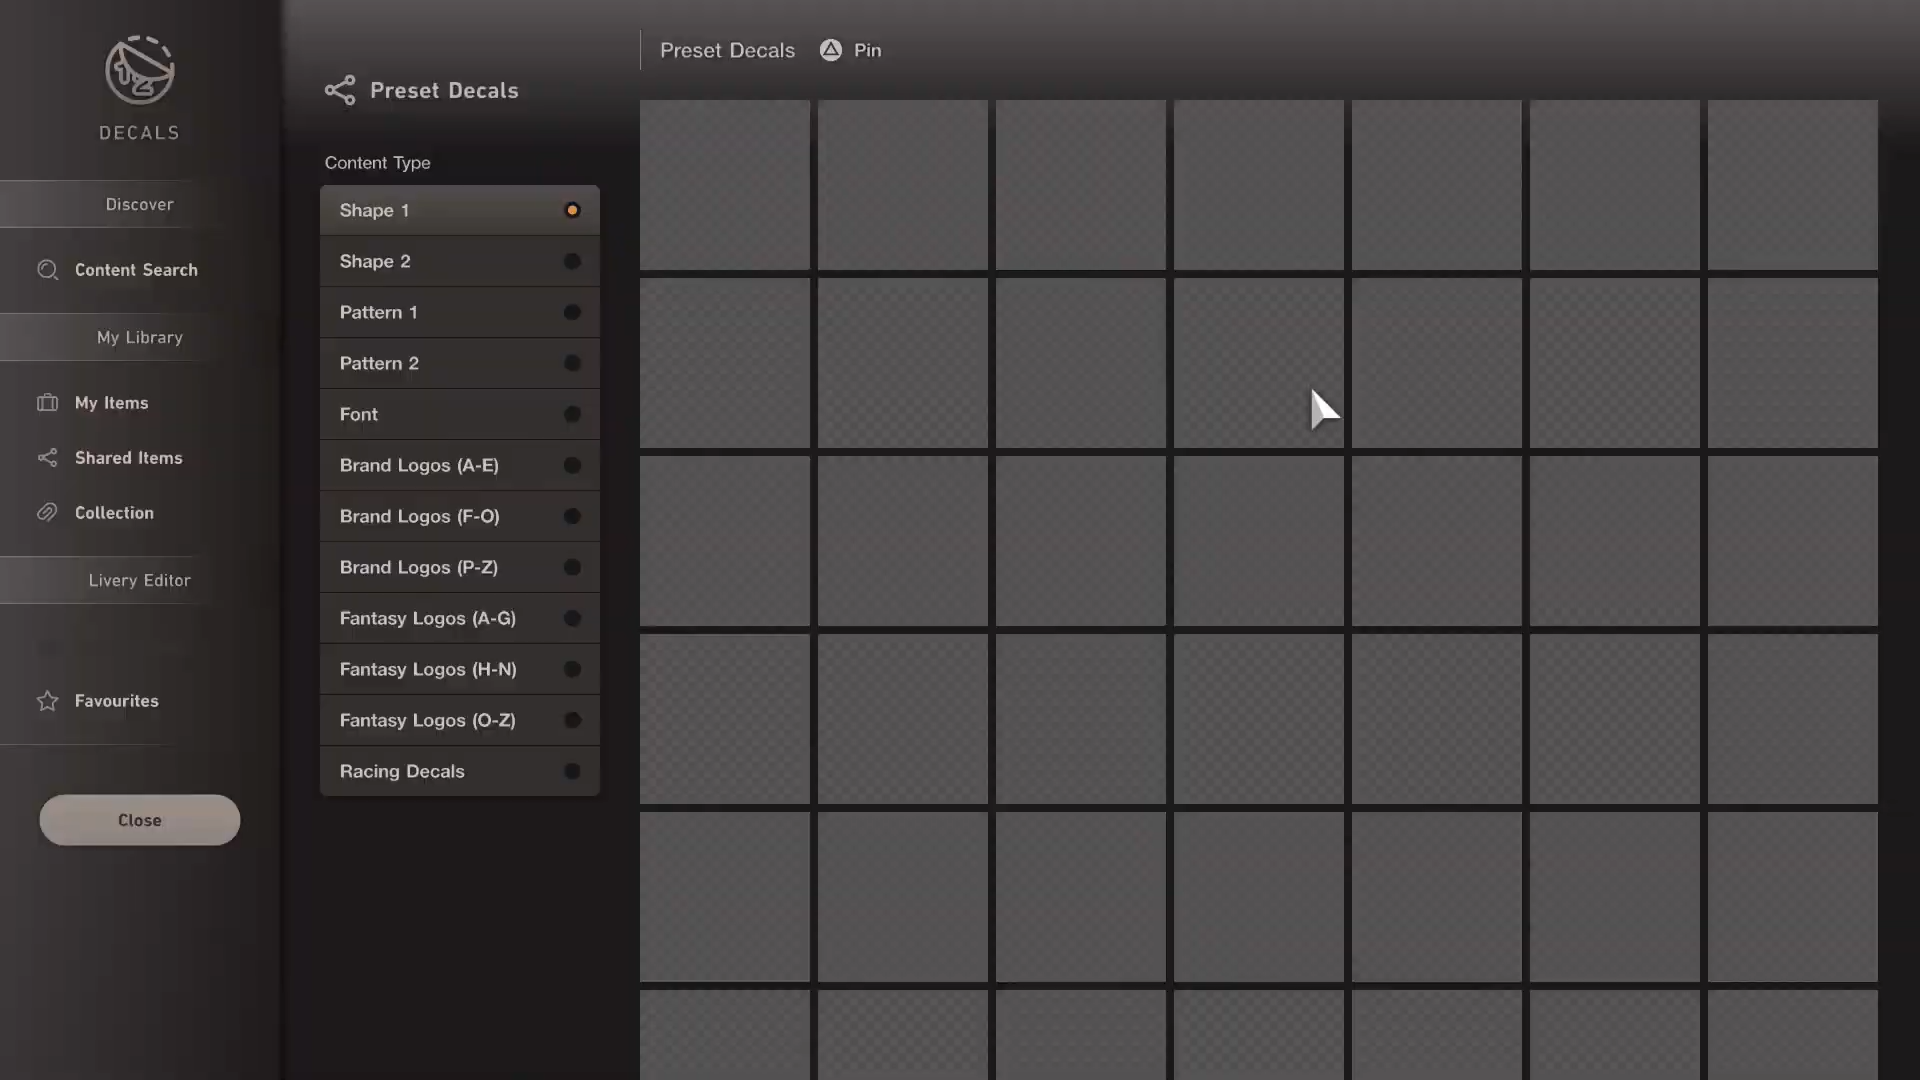 DECALS
Discover
Content Search
My Library
My Items
Shared Items
Collection
Livery Editor
Favourites
Close
Preset Decals
Content Type
Shape 1
Shape 2
Pattern 1
Pattern 2
Font
Brand Logos (A-E)
Brand Logos (F-O)
Brand Logos (P-Z)
Fantasy Logos (A-G)
Fantasy Logos (H-N)
Fantasy Logos (O-Z)
Racing Decals
Preset Decals Pin